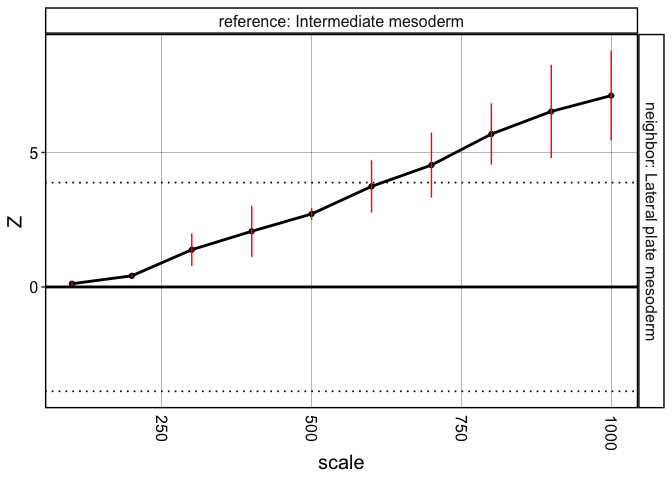 reference: Intermediate mesoderm
neighbor: Lateral plate mesoderm
Z
5
0
250
500
750
1000
scale